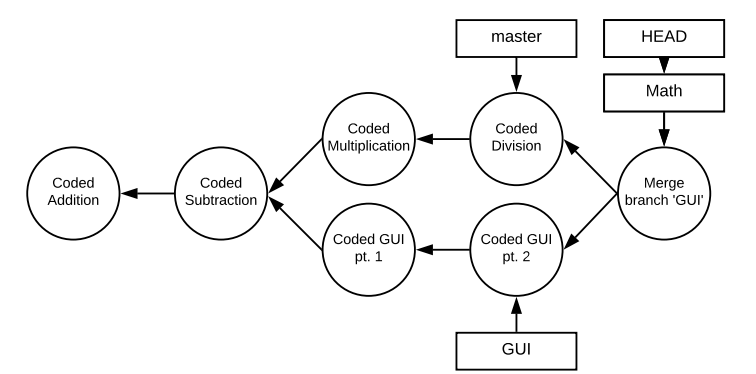 master
HEAD
Math
Coded
Multiplication
Coded
Division
Coded
Addition
Coded
Subtraction
Merge
branch 'GUI'
Coded GUI
pt. 1
Coded GUI
pt. 2
GUI